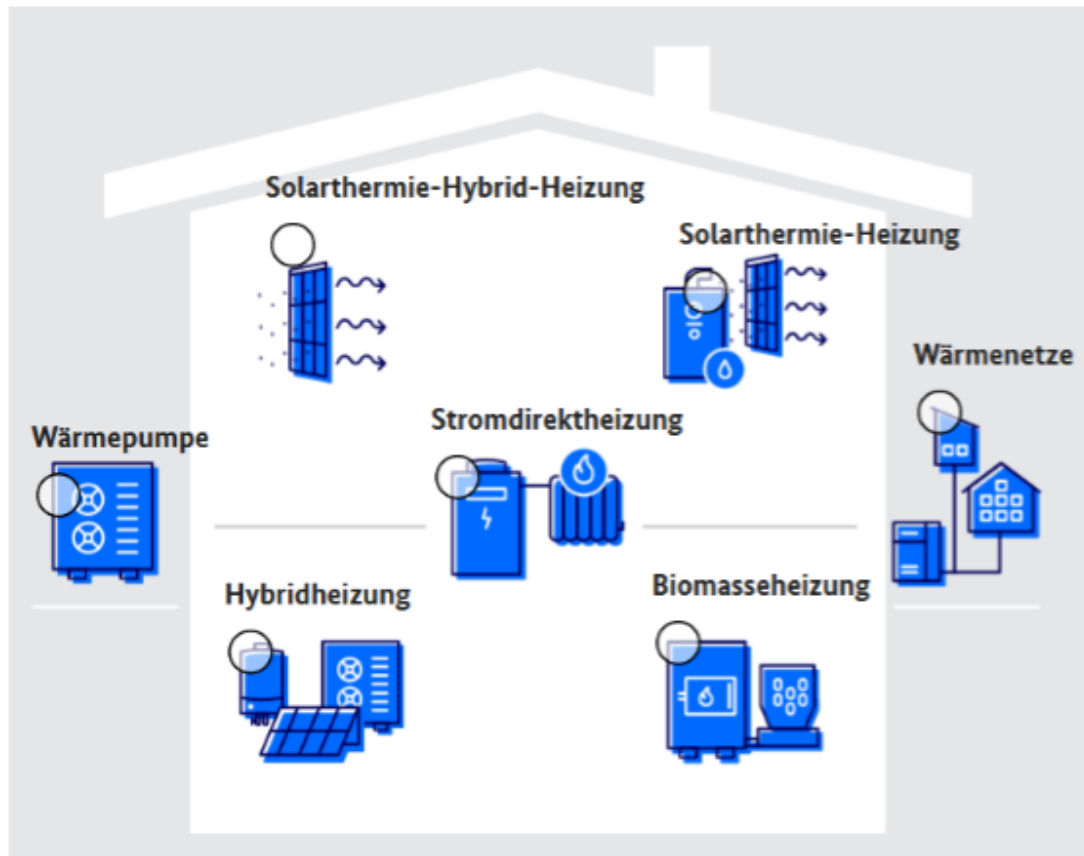 Solarthermie-Hybrid-Heizung
Solarthermie-Heizung
Wärmenetze
Wärmepumpe
Stromdirektheizung
Hybridheizung
Biomasseheizung